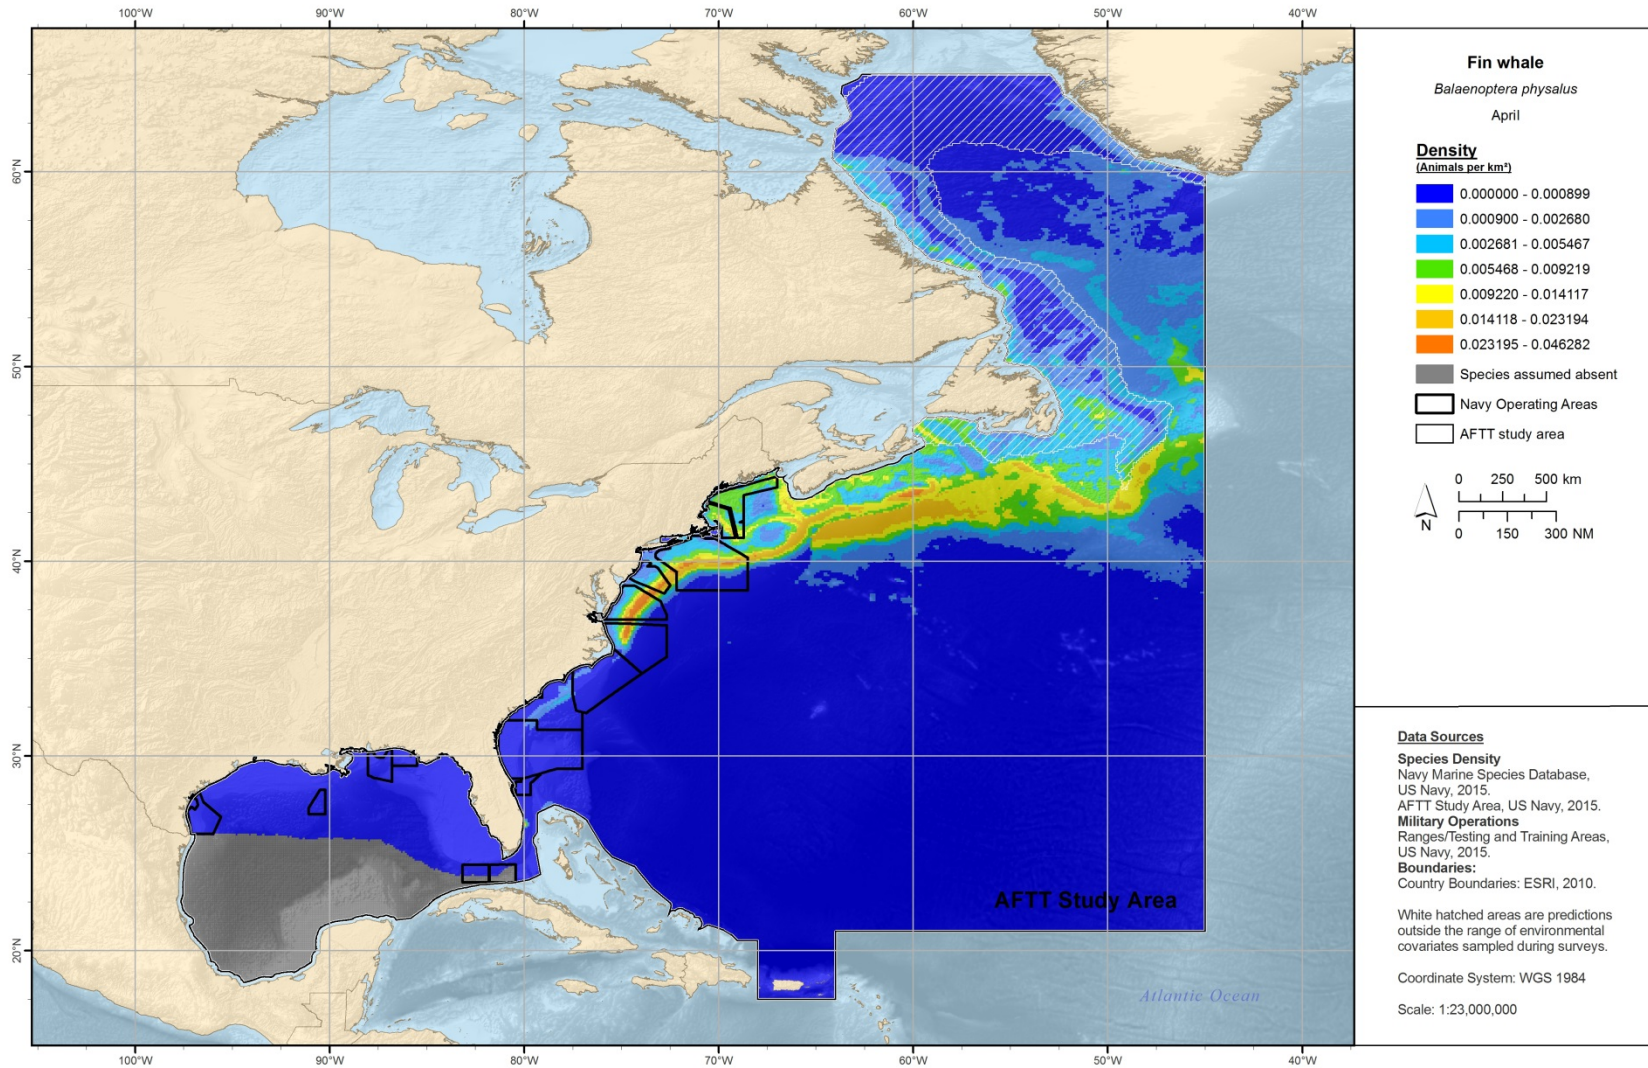 100°W 90°W 80°W 70°W 60°W 50°W 40°W
60°N
50°N
40°N
30°N
20°N
60°N
50°N
40°N
30°N
20°N
AFTT Study Area
Atlantic Ocean
100°W 90°W 80°W 70°W 60°W 50°W 40°W
Fin whale
Balaenoptera physalus
April
Density
(Animals per km²)
0.000000 - 0.000899
0.000900 - 0.002680
0.002681 - 0.005467
0.005468 - 0.009219
0.009220 - 0.014117
0.014118 - 0.023194
0.023195 - 0.046282
Species assumed absent
Navy Operating Areas
AFTT study area
0 250 500 km
N
0 150 300 NM
Data Sources
Species Density
Navy Marine Species Database,
US Navy, 2015.
AFTT Study Area, US Navy, 2015.
Military Operations
Ranges/Testing and Training Areas,
US Navy, 2015.
Boundaries:
Country Boundaries: ESRI, 2010.
White hatched areas are predictions
outside the range of environmental
covariates sampled during surveys.
Coordinate System: WGS 1984
Scale: 1:23,000,000